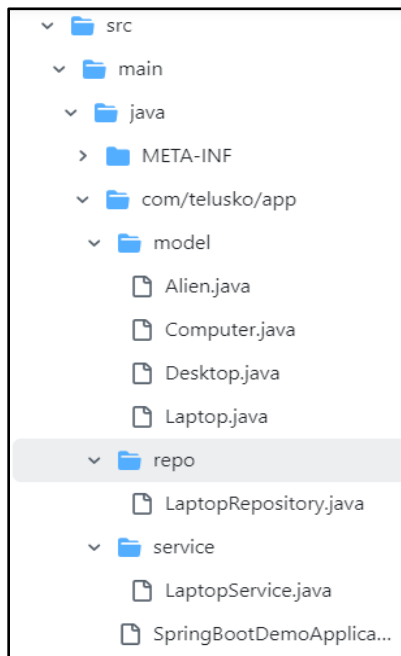 src
main
java
META-INF
com/telusko/app
model
Alien.java
Computer.java
Desktop.java
Laptop.java
repo
LaptopRepository.java
service
LaptopService.java
SpringBootDemoApplica...